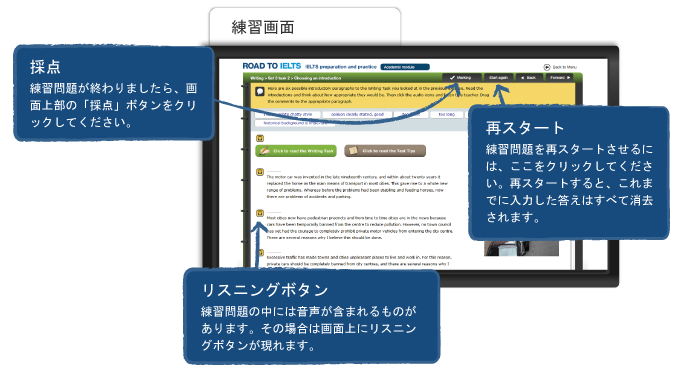 練習画面
採点
練習問題が終わりましたら、画
面上部の「採点」ボタンをクリ
ックしてください。
ROAD TO IELTS IELTS preparation and practice Academic module
Back to Menu
Writing > Set 3 task 2 > Choosing an introduction
Marking Start again Back Forward
Here are six possible introduction paragraphs to the Writing Task you looked at in the previous Read the
introductions and think about how appropriate they would be. Then click the audio icons and teacher. Drag
the comments to the appropriate paragraph.
chatty style opinion clearly stated, good too long
historical background
Click to read the Writing Task Click to read the Test Tips
再スタート
練習問題を再スタートさせるに
は、ここをクリックしてくださ
い。再スタートすると、これま
でに入力した答えはすべて消去
されます。
The motor car was invented in the late nineteenth century, and within about twenty years it
replaced the horse as the main means of transport in most cities. This gave rise to a whole new
range of problems. Whereas before the problems had been stabling and feeding horses, now
there are problems of accidents and parking.
Most cities now have pedestrian precincts and from time to time cities are in the news because
cars have been temporarily banned from the centre to reduce pollution. However, no town council
has yet had the courage to completely prohibit private motor vehicles from entering the city centre.
There are several reasons why I believe this should be done.
Excessive traffic has made towns and cities unpleasant places to live and work in. For this reason,
private cars should be completely banned from city centres, and there are several reasons why I
リスニングボタン
練習問題の中には音声が含まれるものが
あります。その場合は画面上にリスニン
グボタンが現れます。